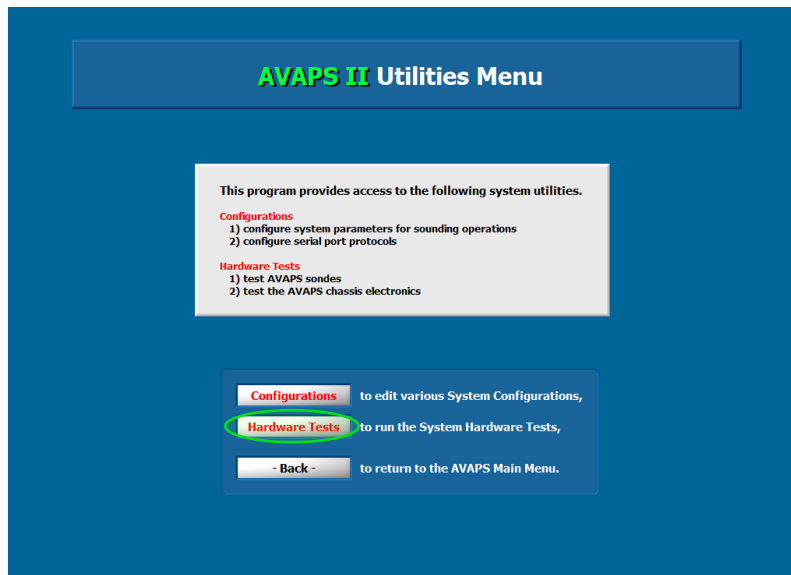 AVAPS II Utilities Menu
This program provides access to the following system utilities.
Configurations
1) configure system parameters for sounding operations
2) configure serial port protocols
Hardware Tests
1) test AVAPS sondes
2) test the AVAPS chassis electronics
Configurations to edit various System Configurations,
Hardware Tests to run the System Hardware Tests,
- Back - to return to the AVAPS Main Menu.